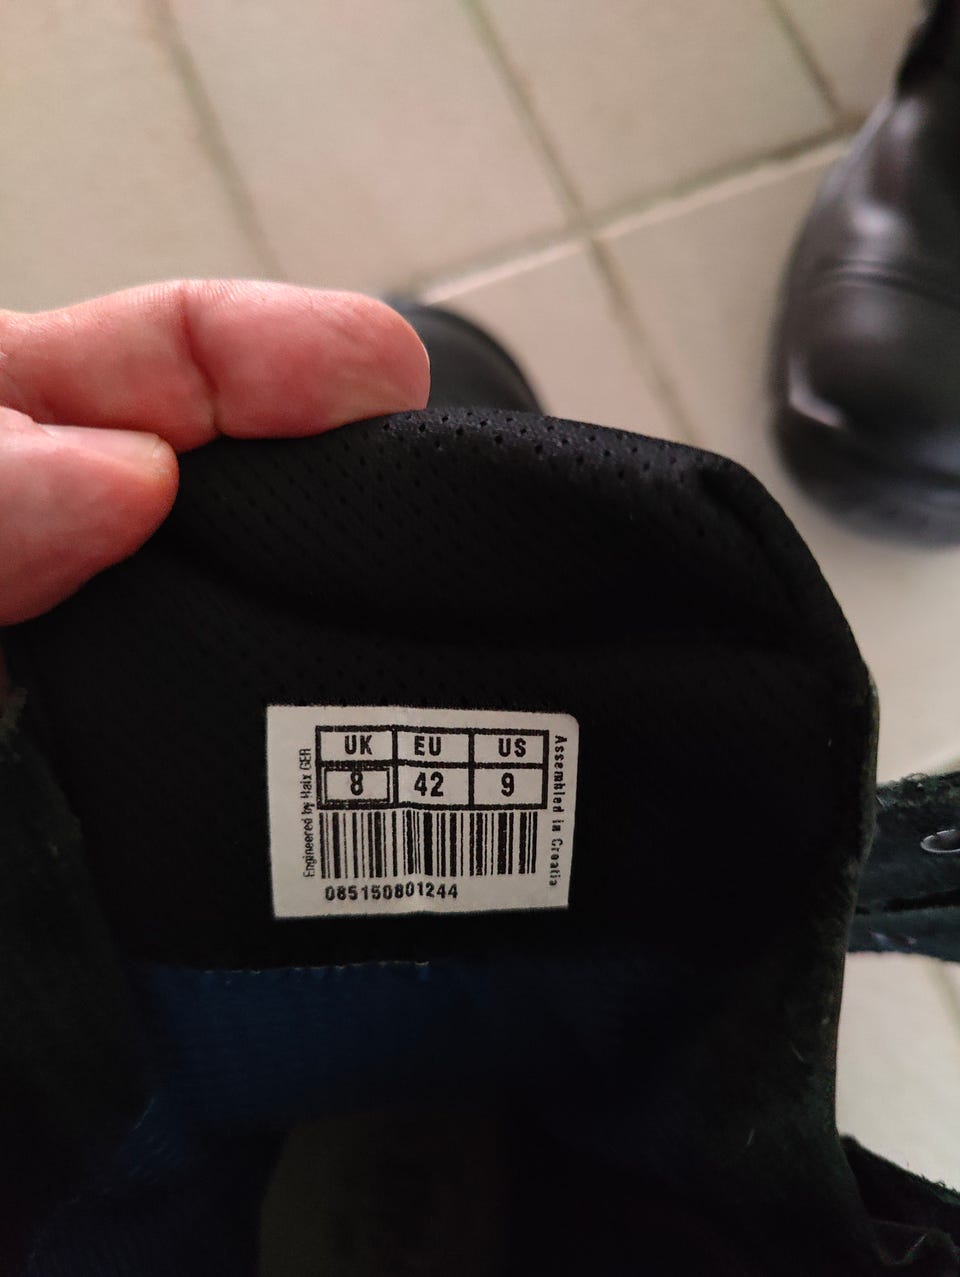 UK EU US
8 42 9
085150801244
Engineered by Haix GER
Assembled in Croatia